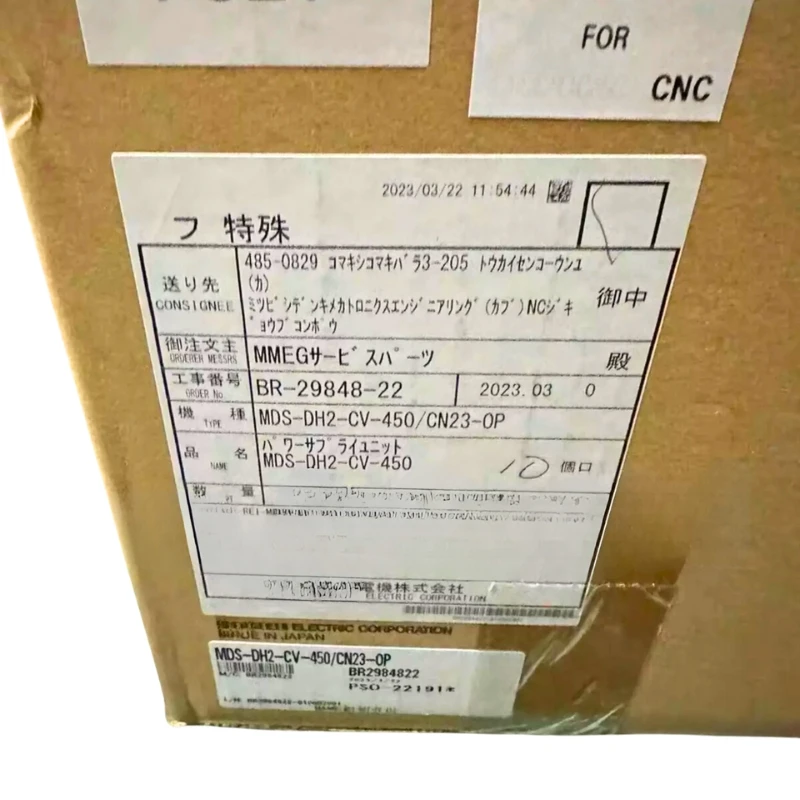 FOR
CNC
2023/03/22 11:54:44
フ 特殊
送り先
CONSIGNEE
485-0829 コマキシコマキバラ3-205 トウカイセンコーウンユ
(カ)
ミツビシデンキメカトロニクスエンジニアリング(カブ)NCジギ
ョウブコンポウ
御中
御注文主
ORDERER MESSRS
MMEGサービスパーツ
殿
工事番号
ORDER No
BR-29848-22
2023.03 0
機 種
TYPE
MDS-DH2-CV-450/CN23-OP
品 名
NAME
パワーサプライユニット
MDS-DH2-CV-450
10 個口
数 量
電機株式会社
ELECTRIC CORPORATION
ELECTRIC CORPORATION
MADE IN JAPAN
MDS-DH2-CV-450/CN23-OP
BR2984822
PSO-22191*